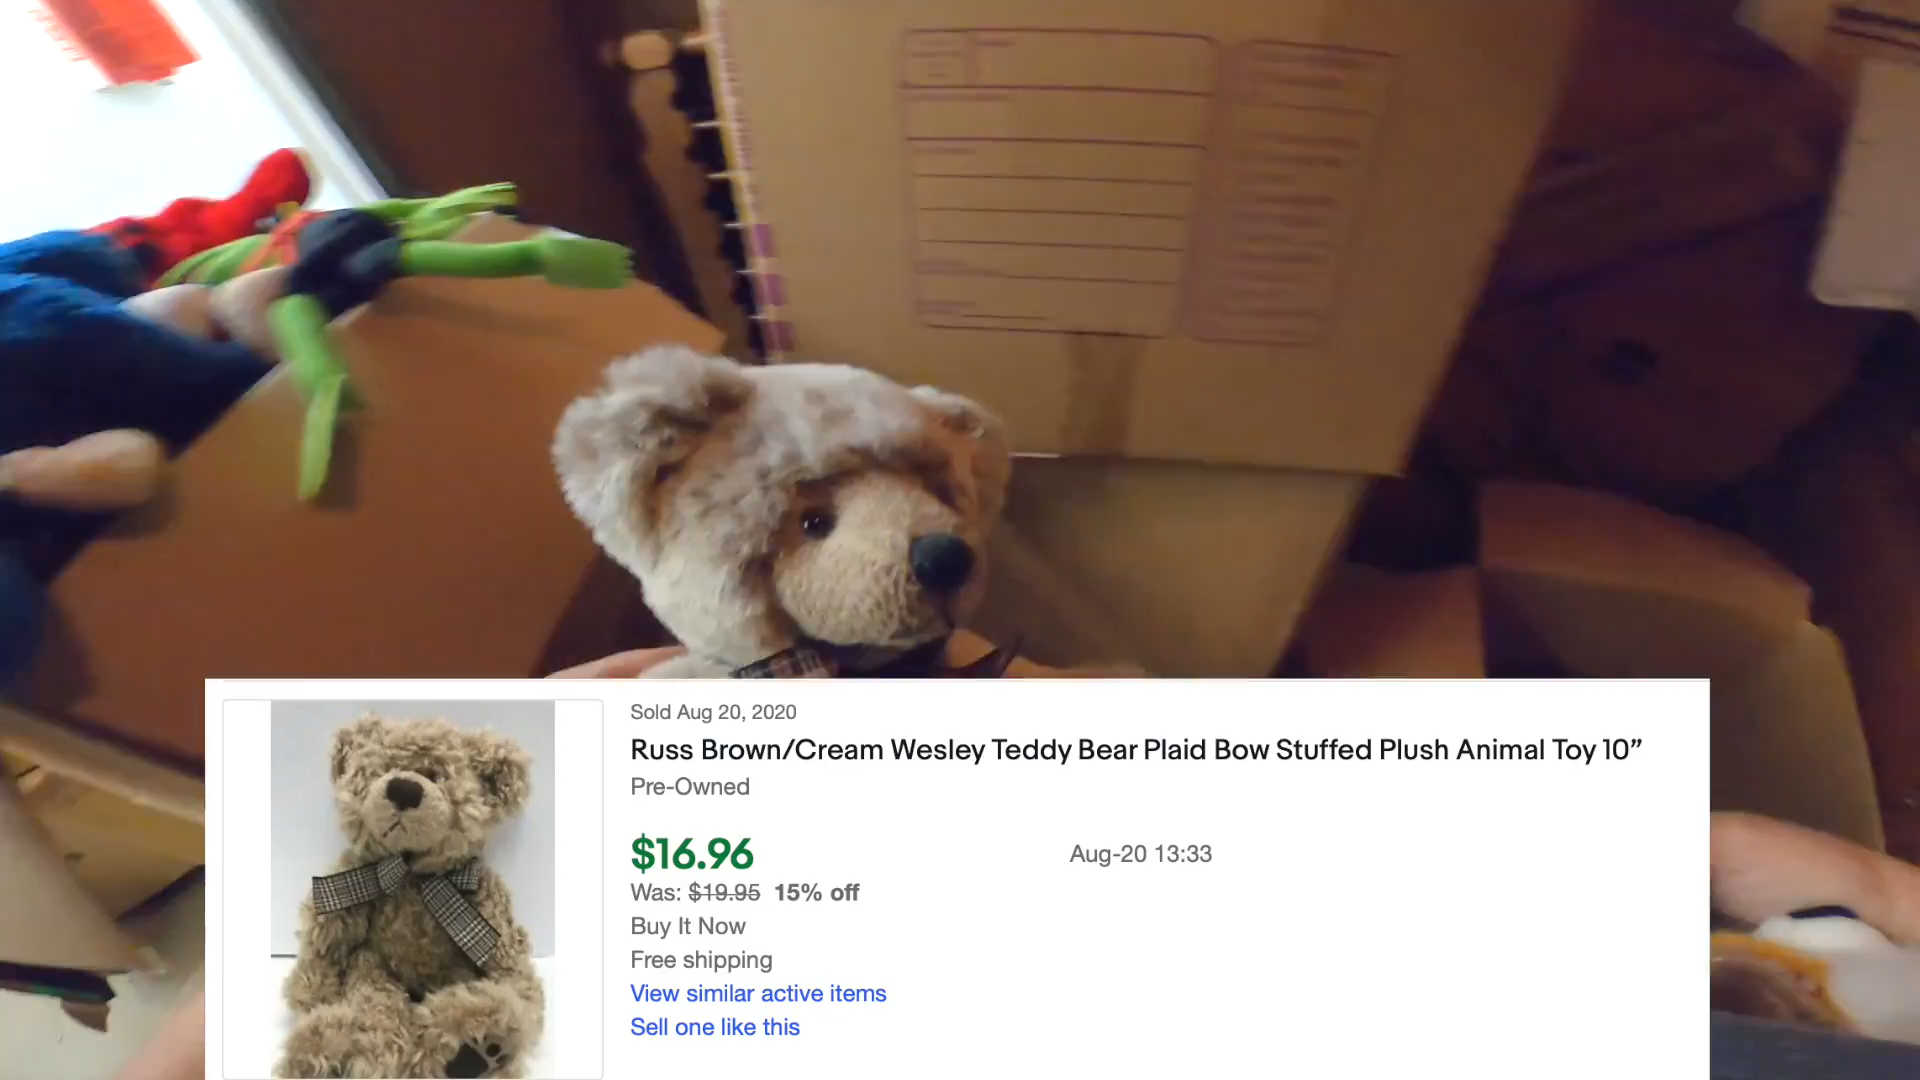 Sold Aug 20, 2020
Russ Brown/Cream Wesley Teddy Bear Plaid Bow Stuffed Plush Animal Toy 10”
Pre-Owned
$16.96
Aug-20 13:33
Was: $19.95 15% off
Buy It Now
Free shipping
View similar active items
Sell one like this